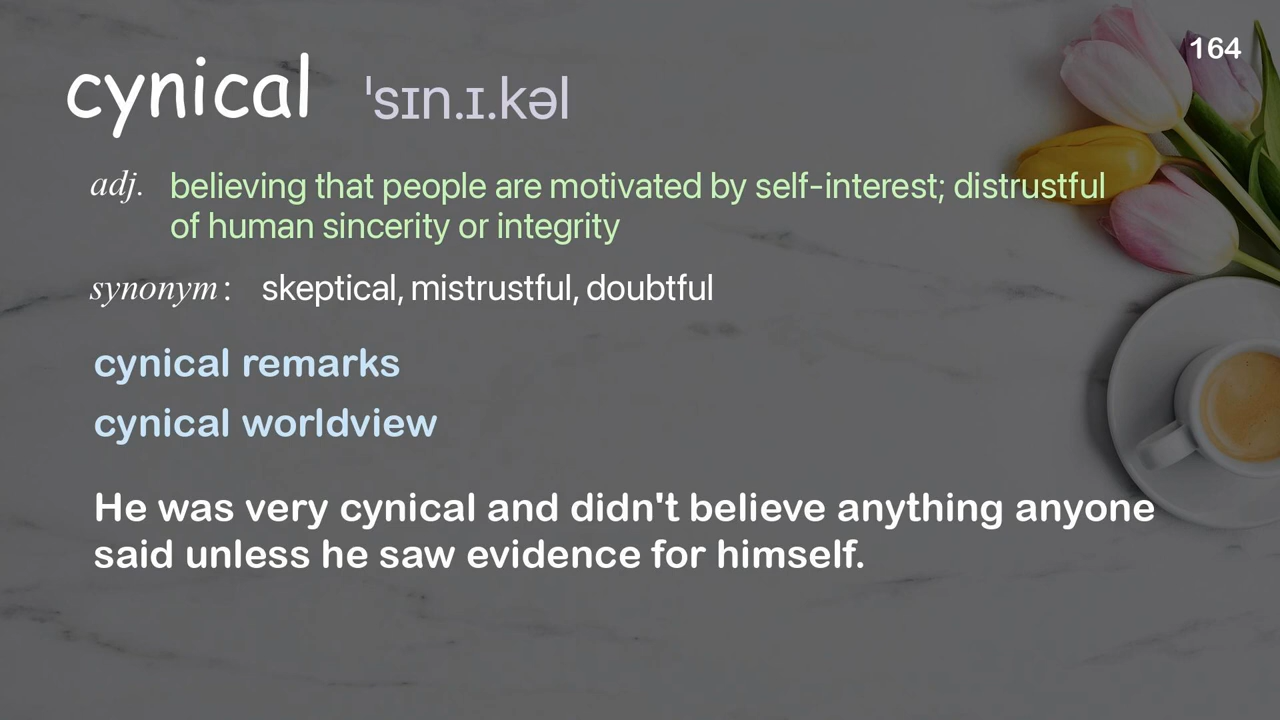 164
cynical ˈsɪn.ɪ.kəl
adj. believing that people are motivated by self-interest; distrustful
of human sincerity or integrity
synonym: skeptical, mistrustful, doubtful
cynical remarks
cynical worldview
He was very cynical and didn't believe anything anyone
said unless he saw evidence for himself.